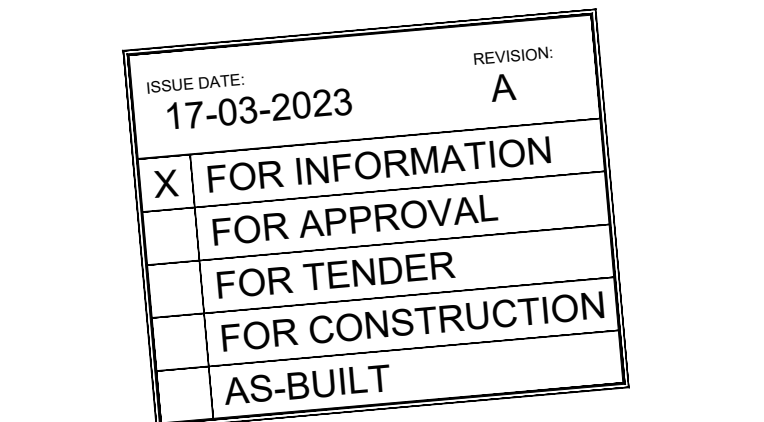 ISSUE DATE: REVISION:
17-03-2023 A
X FOR INFORMATION
FOR APPROVAL
FOR TENDER
FOR CONSTRUCTION
AS-BUILT